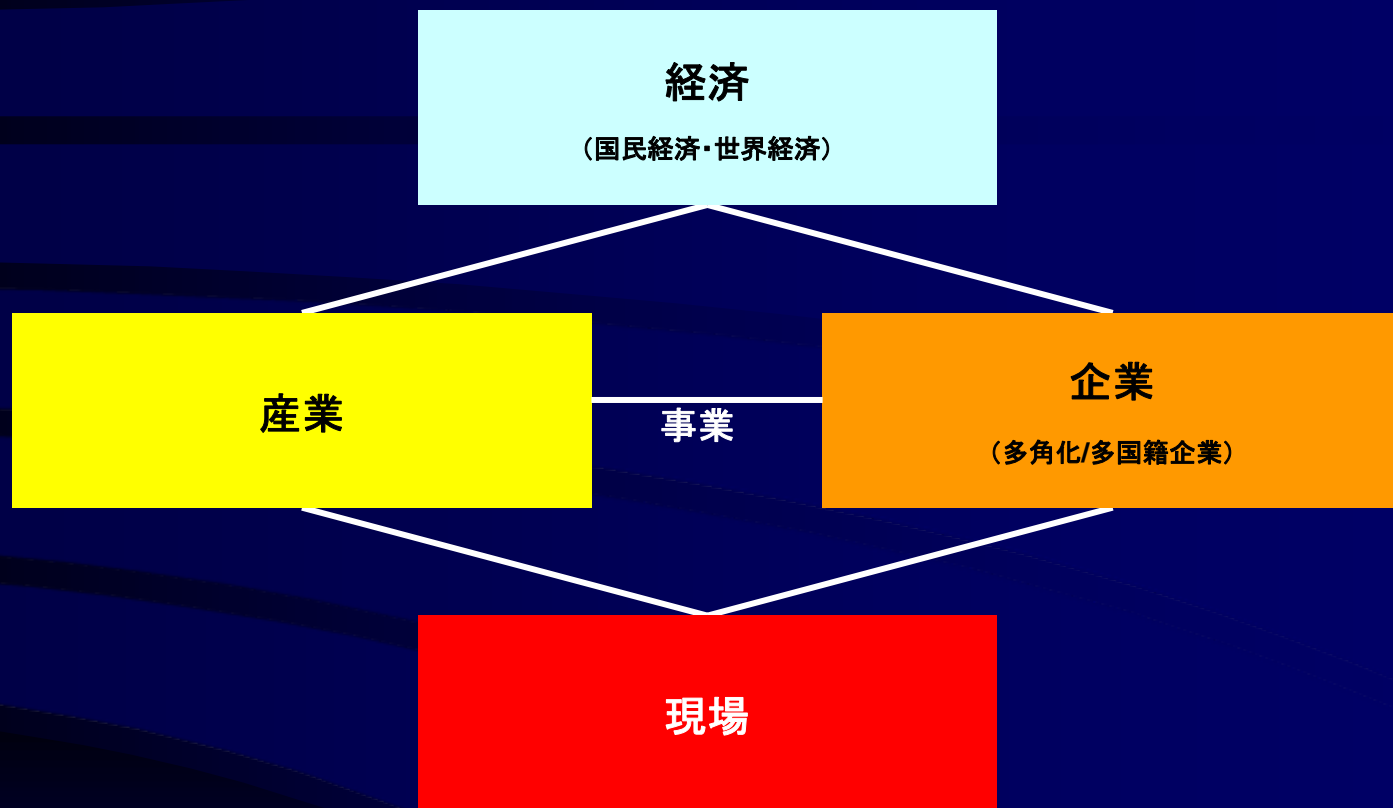 経済
（国民経済・世界経済）
産業
事業
企業
（多角化/多国籍企業）
現場